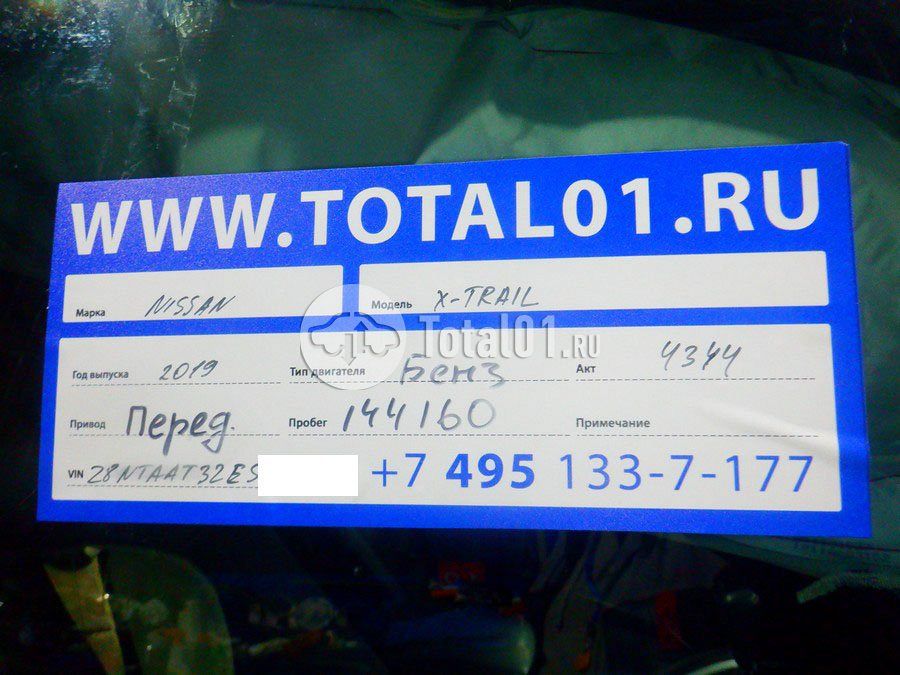 WWW.TOTAL01.RU
Марка NISSAN Модель X-TRAIL
Total01.RU
Год выпуска 2019 Тип двигателя Бенз Акт 4344
Привод Перед. Пробег 144160 Примечание
VIN Z8NTAAT32ES +7 495 133-7-177